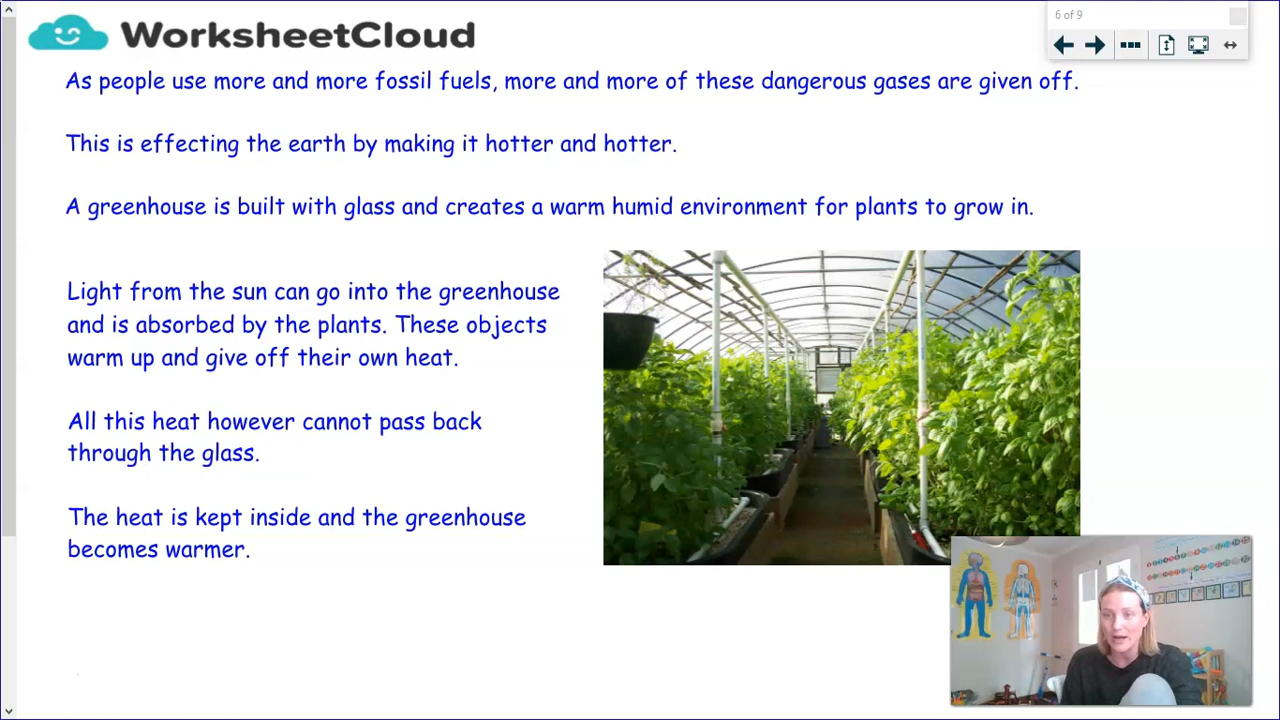 6 of 9
WorksheetCloud
As people use more and more fossil fuels, more and more of these dangerous gases are given off.
This is effecting the earth by making it hotter and hotter.
A greenhouse is built with glass and creates a warm humid environment for plants to grow in.
Light from the sun can go into the greenhouse
and is absorbed by the plants. These objects
warm up and give off their own heat.
All this heat however cannot pass back
through the glass.
The heat is kept inside and the greenhouse
becomes warmer.